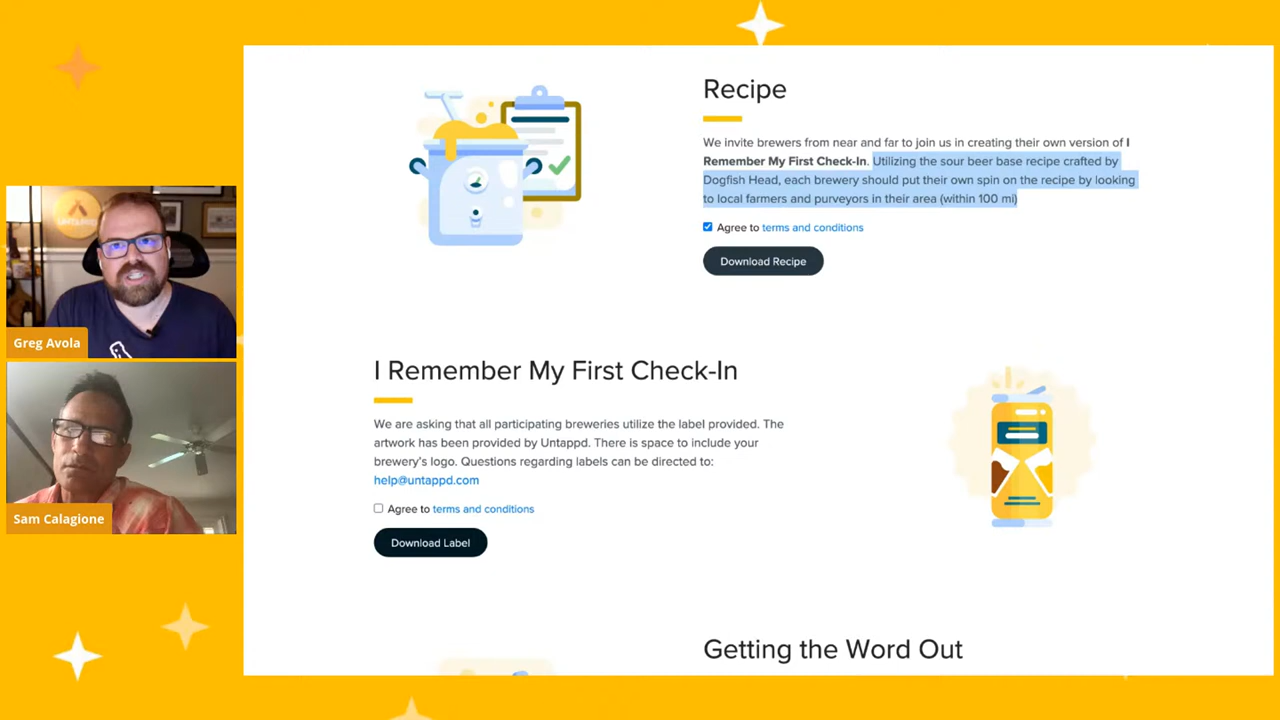 Recipe
We invite brewers from near and far to join us in creating their own version of I
Remember My First Check-In. Utilizing the sour beer base recipe crafted by
Dogfish Head, each brewery should put their own spin on the recipe by looking
to local farmers and purveyors in their area (within 100 mi)
Agree to terms and conditions
Download Recipe
UNTAPPD
Greg Avola
I Remember My First Check-In
We are asking that all participating breweries utilize the label provided. The
artwork has been provided by Untappd. There is space to include your
brewery's logo. Questions regarding labels can be directed to:
help@untappd.com
Agree to terms and conditions
Download Label
Sam Calagione
Getting the Word Out